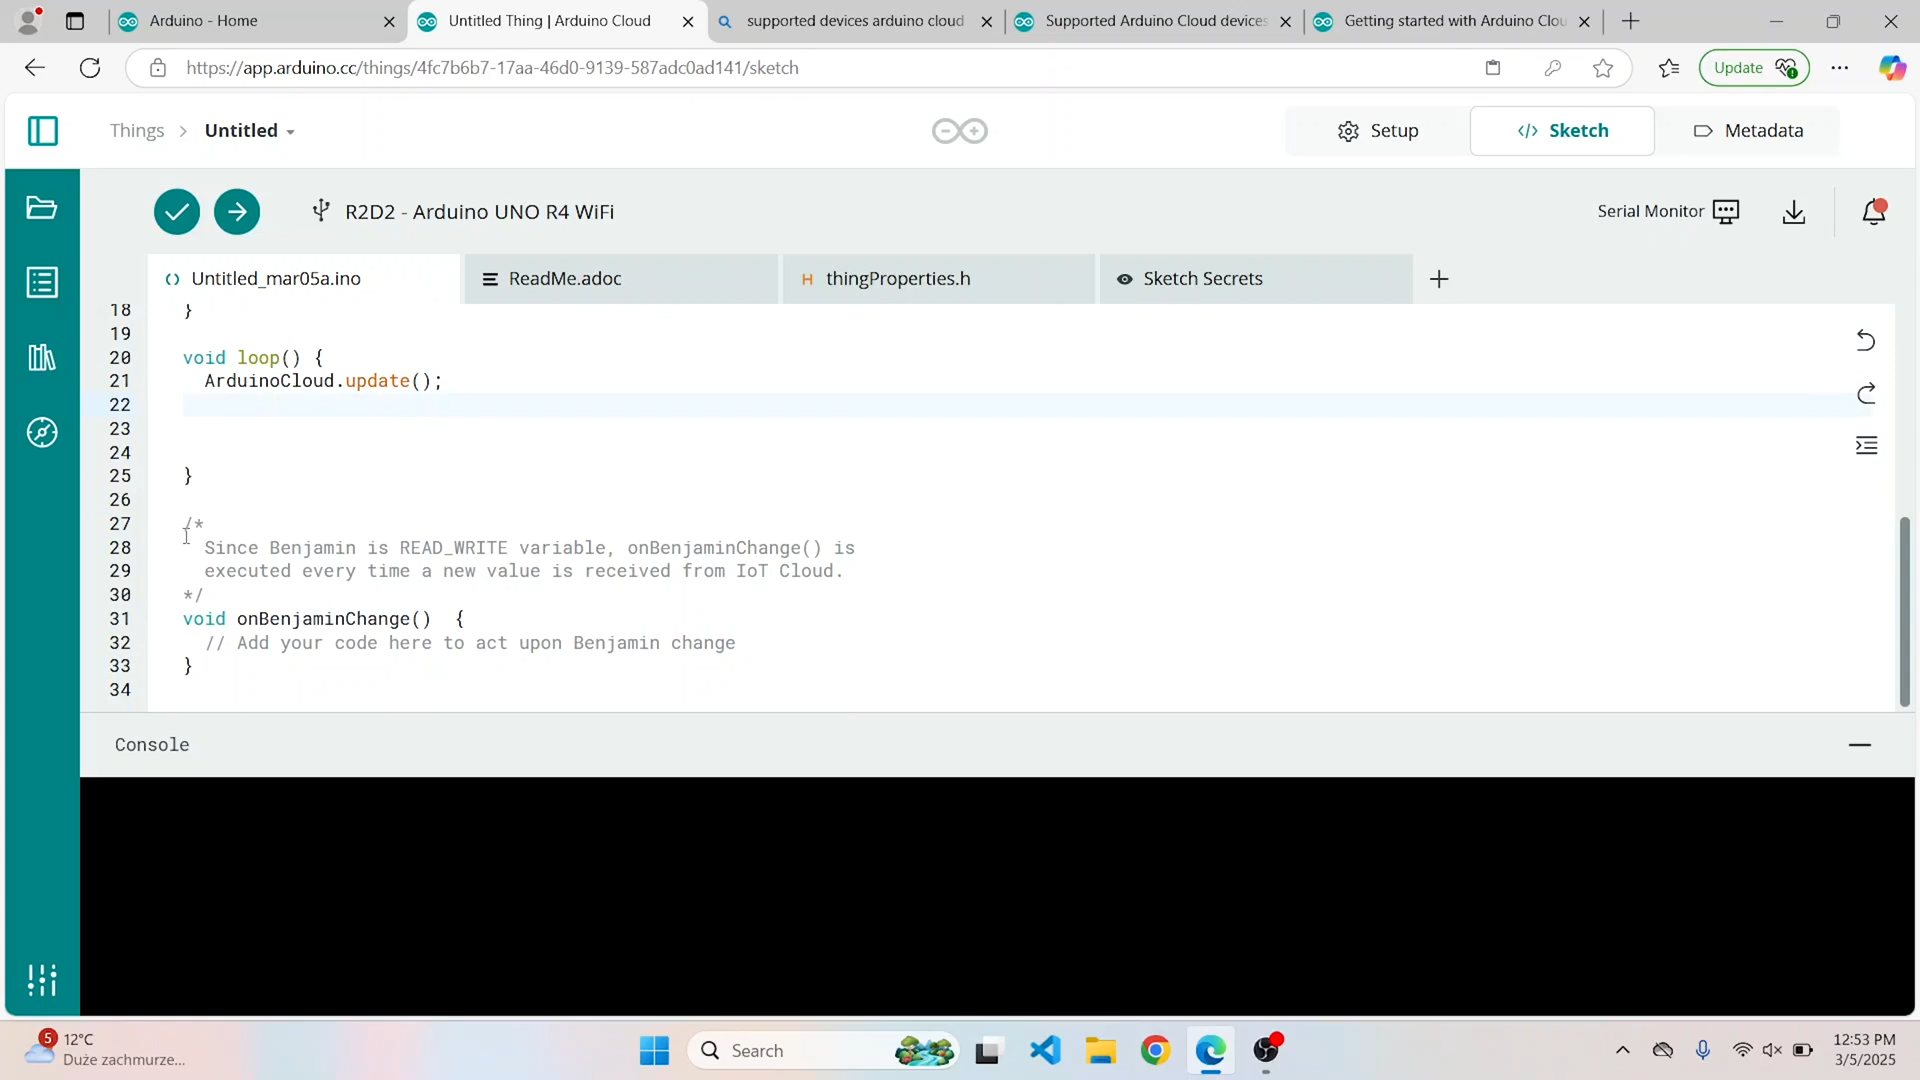 Arduino - Home
Untitled Thing | Arduino Cloud
supported devices arduino cloud
Supported Arduino Cloud devices
Getting started with Arduino Clou
https://app.arduino.cc/things/4fc7b6b7-17aa-46d0-9139-587adc0ad141/sketch
Update
Things > Untitled
Setup
</> Sketch
Metadata
R2D2 - Arduino UNO R4 WiFi
Serial Monitor
Untitled_mar05a.ino
ReadMe.adoc
H thingProperties.h
Sketch Secrets
18 }
19
20 void loop() {
21 ArduinoCloud.update();
22
23
24
25 }
26
27 /*
28 Since Benjamin is READ_WRITE variable, onBenjaminChange() is
29 executed every time a new value is received from IoT Cloud.
30 */
31 void onBenjaminChange() {
32 // Add your code here to act upon Benjamin change
33 }
34
Console
5
12°C
Duże zachmurze...
Search
12:53 PM
3/5/2025